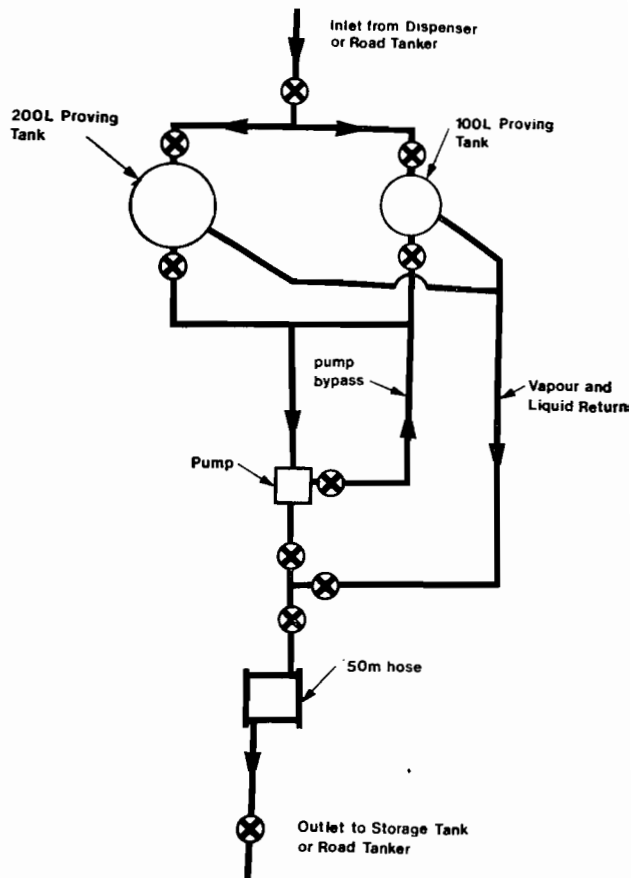 Inlet from Dispenser
or Road Tanker
200L Proving
Tank
100L Proving
Tank
pump
bypass
Vapour and
Liquid Return
Pump
50m hose
Outlet to Storage Tank
or Road Tanker